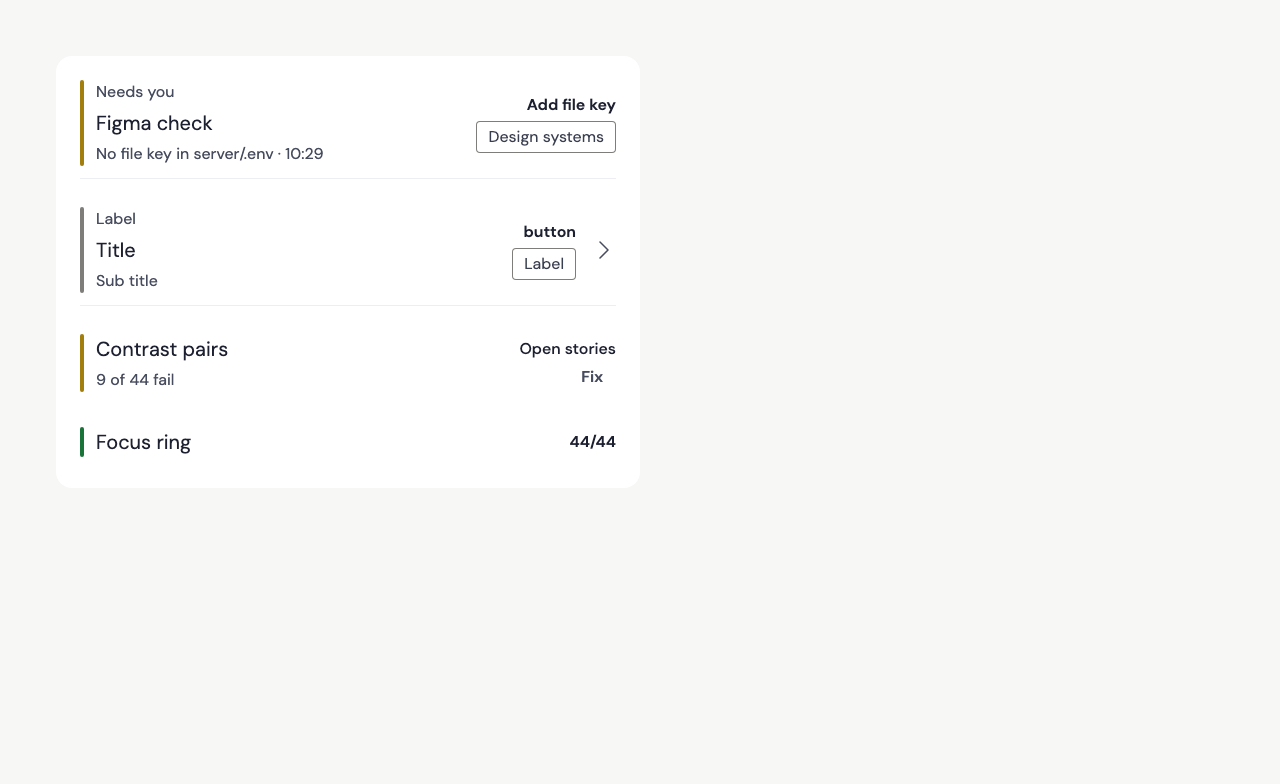 Needs you
Figma check
No file key in server/.env · 10:29
Add file key
Design systems
Label
Title
Sub title
button
Label
Contrast pairs
9 of 44 fail
Open stories
Fix
Focus ring
44/44